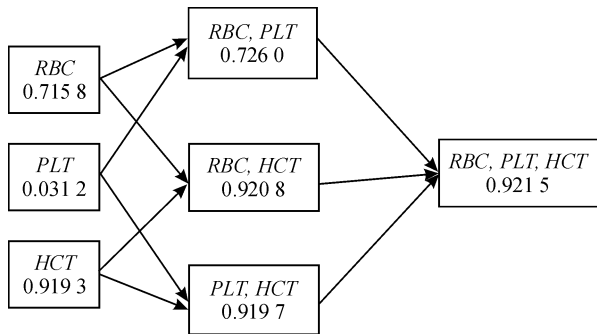 RBC
0.715 8
PLT
0.031 2
HCT
0.919 3
RBC, PLT
0.726 0
RBC, HCT
0.920 8
PLT, HCT
0.919 7
RBC, PLT, HCT
0.921 5